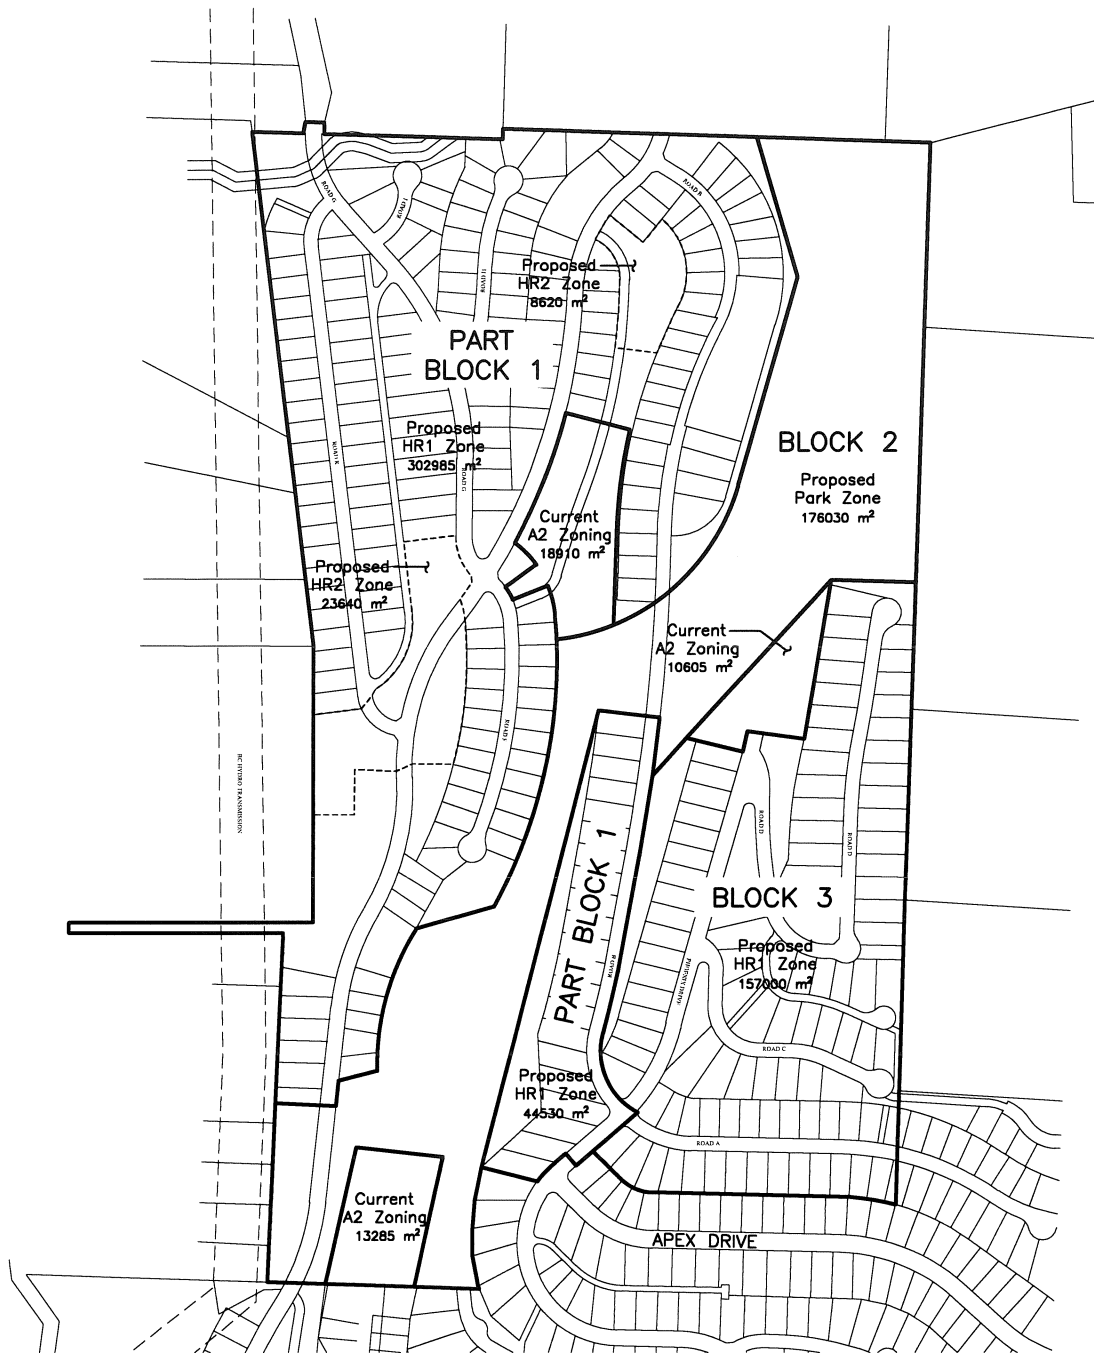 ROAD G
ROAD I
ROAD B
ROAD H
Proposed
HR2 Zone
8620 m²
PART
BLOCK 1
Proposed
HR1 Zone
302985 m²
ROAD K
ROAD G
BLOCK 2
Proposed
Park Zone
176030 m²
Current
A2 Zoning
18910 m²
Proposed
HR2 Zone
23640 m²
Current
A2 Zoning
10605 m²
ROAD J
BC HYDRO TRANSMISSION
ROAD D
ROAD D
PART BLOCK 1
BLOCK 3
Proposed
HR1 Zone
157000 m²
ROAD C
Proposed
HR1 Zone
44530 m²
ROAD A
Current
A2 Zoning
13285 m²
APEX DRIVE